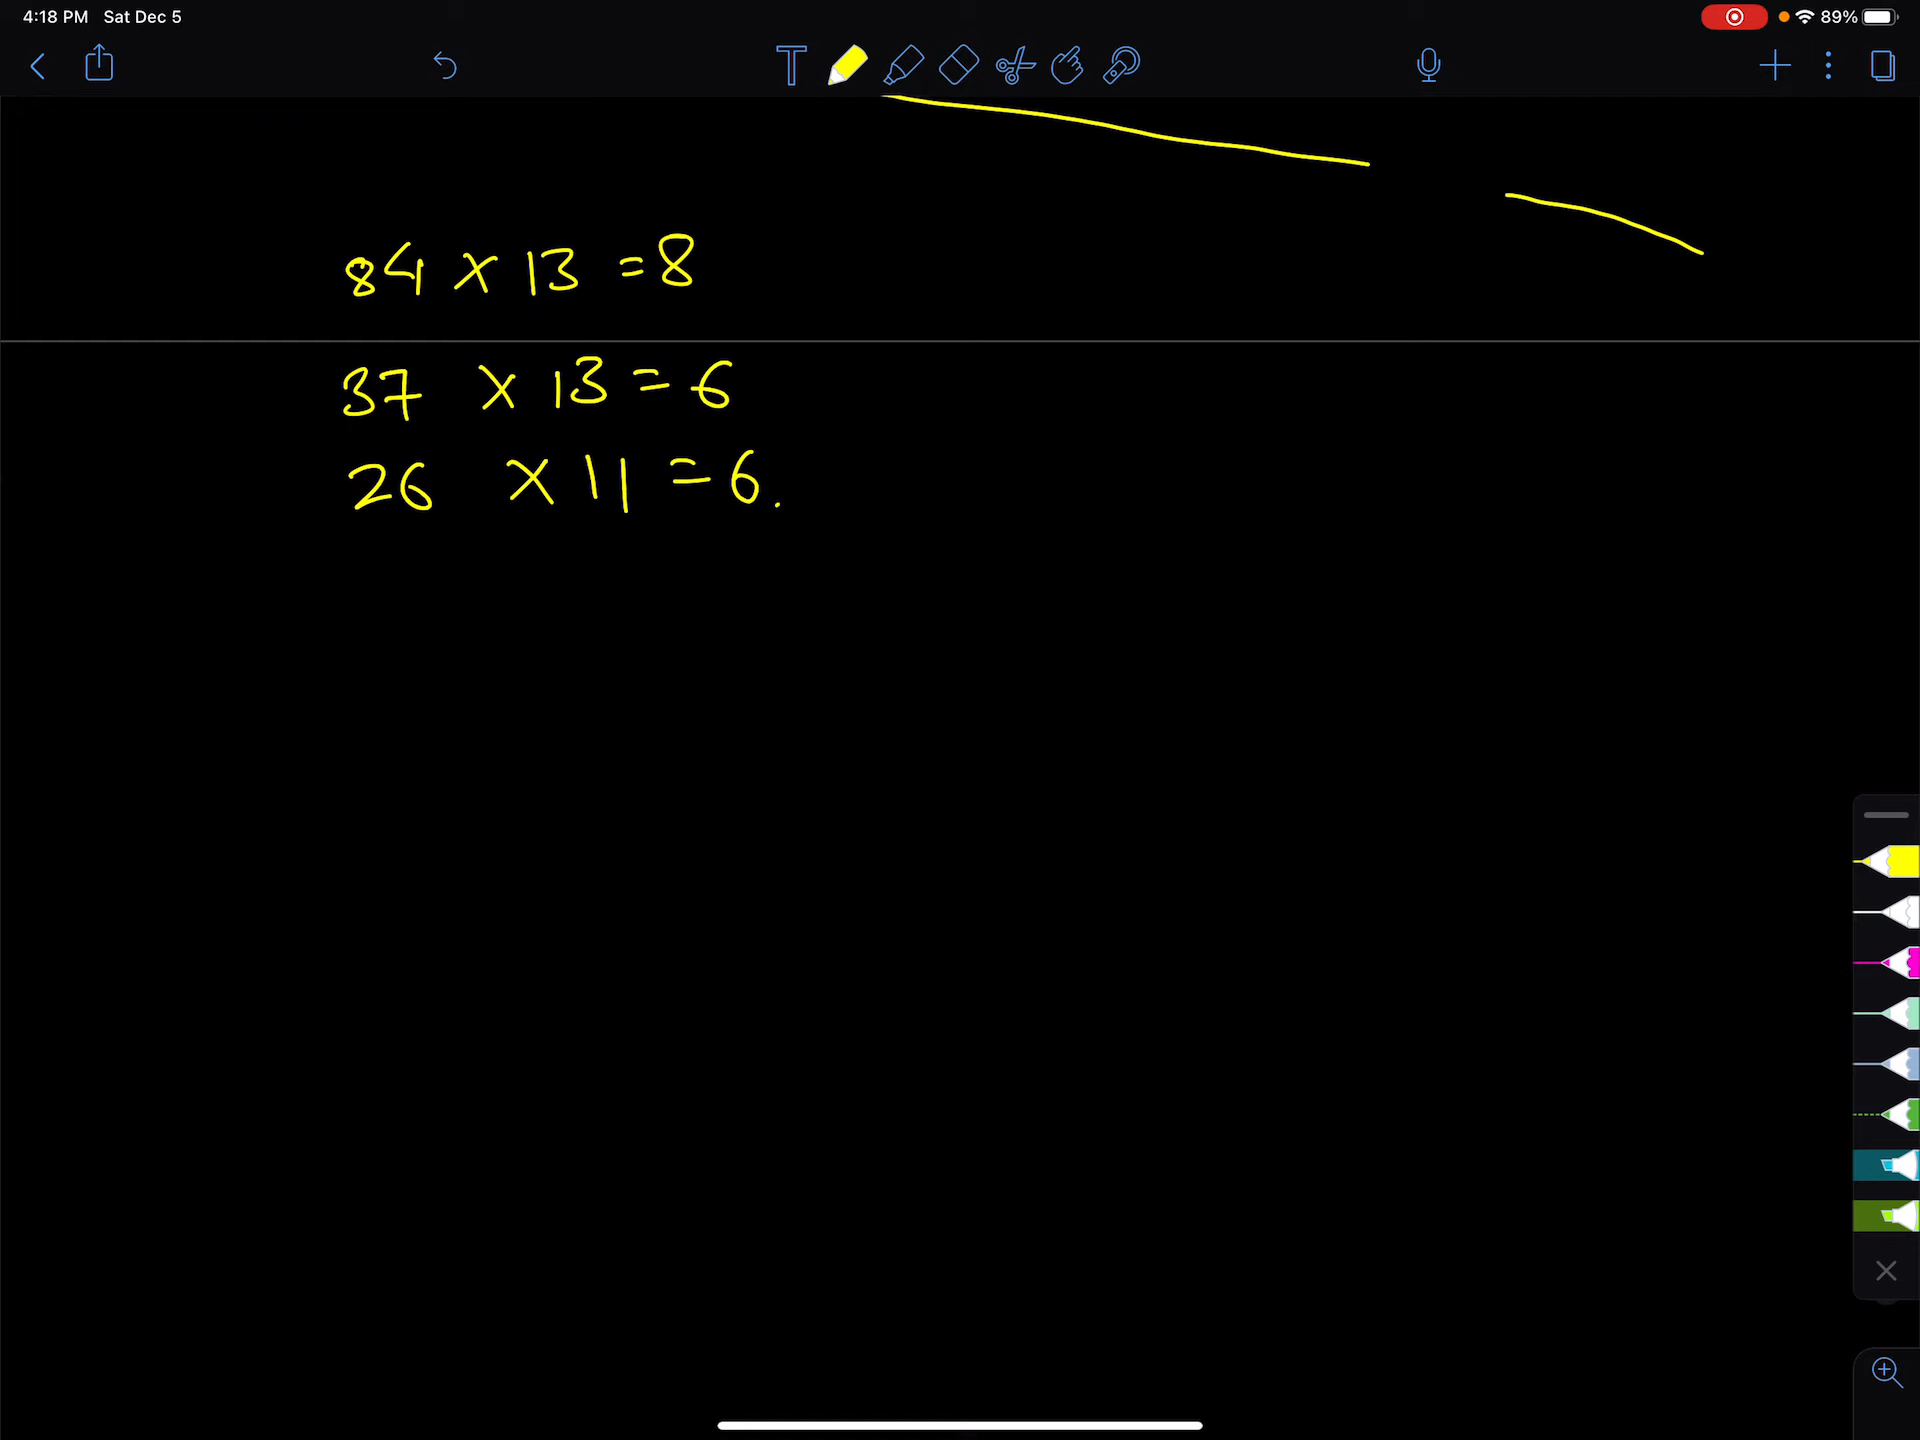 4:18 PM Sat Dec 5
89%
84 × 13 = 8
37 × 13 = 6
26 × 11 = 6.